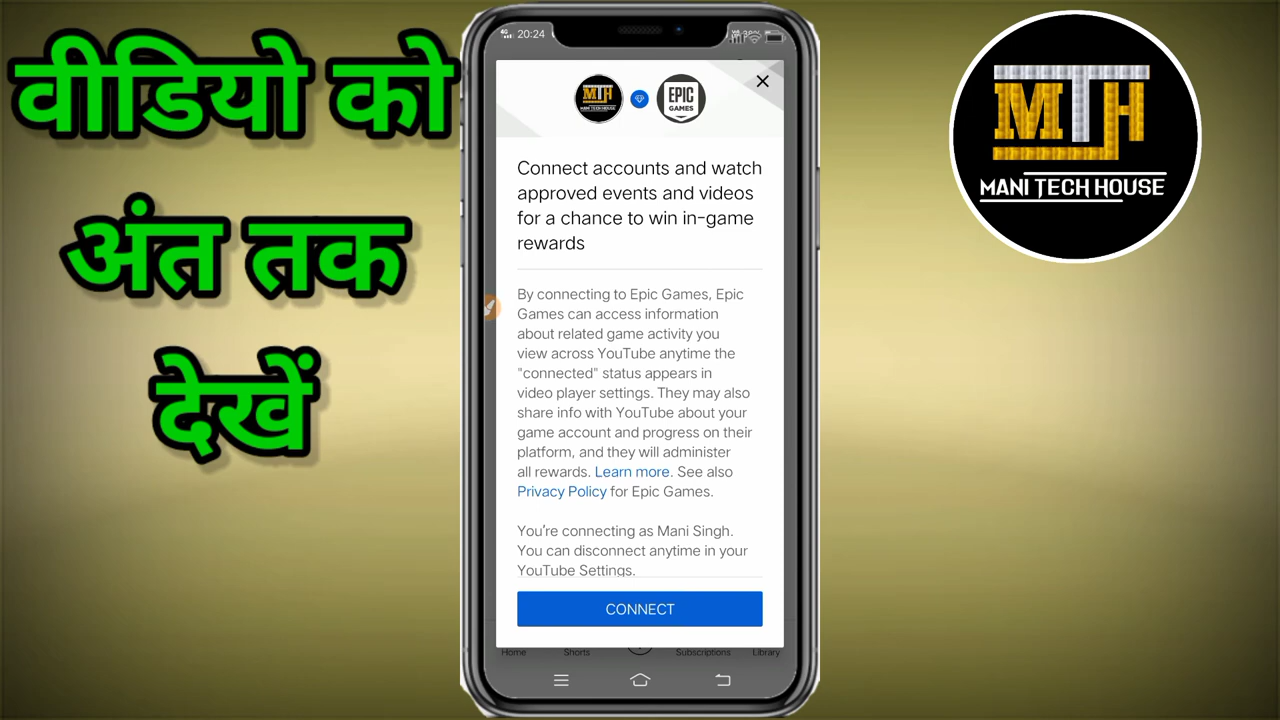 वीडियो को
अंत तक
देखें
20:24
MTH
MANI TECH HOUSE
EPIC
GAMES
Connect accounts and watch
approved events and videos
for a chance to win in-game
rewards
By connecting to Epic Games, Epic
Games can access information
about related game activity you
view across YouTube anytime the
"connected" status appears in
video player settings. They may also
share info with YouTube about your
game account and progress on their
platform, and they will administer
all rewards. Learn more. See also
Privacy Policy for Epic Games.
You're connecting as Mani Singh.
You can disconnect anytime in your
YouTube Settings.
CONNECT
Home Shorts Subscriptions Library
MTH
MANI TECH HOUSE